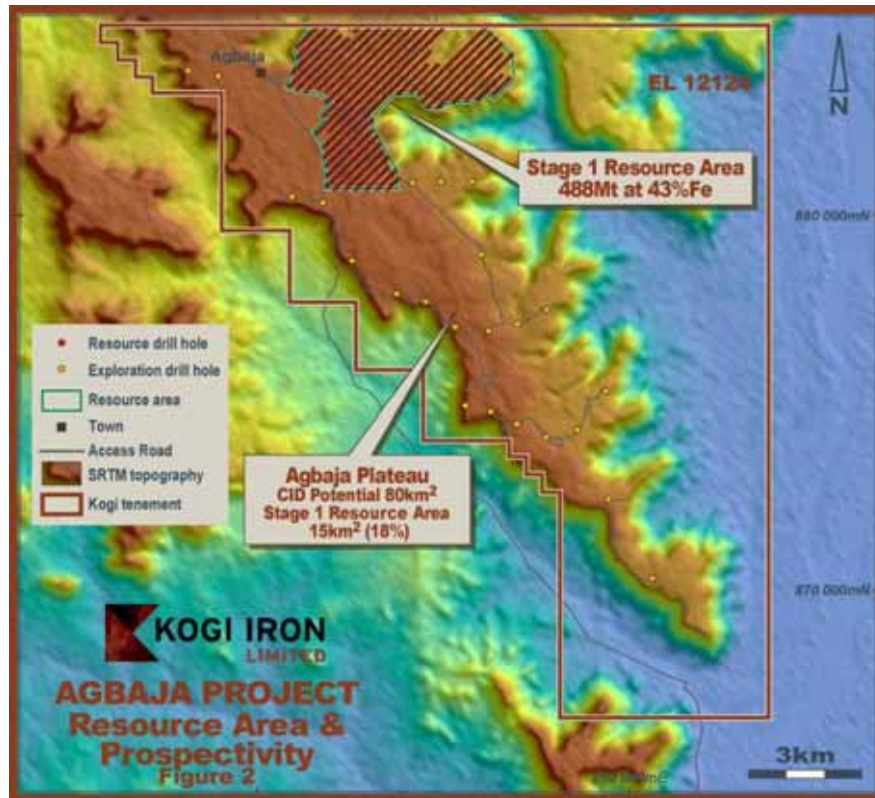 Agbaja
EL 12124
N
Stage 1 Resource Area
488Mt at 43%Fe
880 000mN
Resource drill hole
Exploration drill hole
Resource area
Town
Access Road
SRTM topography
Kogi tenement
Agbaja Plateau
CID Potential 80km²
Stage 1 Resource Area
15km² (18%)
870 000mN
KOGI IRON
LIMITED
AGBAJA PROJECT
Resource Area &
Prospectivity
Figure 2
3km